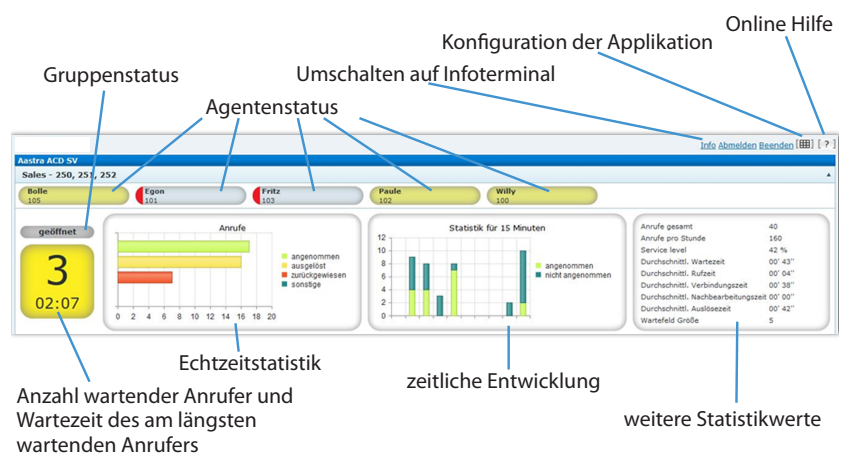 Online Hilfe
Konfiguration der Applikation
Gruppenstatus
Umschalten auf Infoterminal
Agentenstatus
Info Abmelden Beenden [ ] [ ? ]
Aastra ACD SV
Sales - 250, 251, 252
Bolle
105
Egon
101
Fritz
103
Paule
102
Willy
100
geöffnet
3
02:07
Anrufe
angenommen
ausgelöst
zurückgewiesen
sonstige
0 2 4 6 8 10 12 14 16 18 20
Statistik für 15 Minuten
12
10
8
6
4
2
0
angenommen
nicht angenommen
Anrufe gesamt 40
Anrufe pro Stunde 160
Service level 42 %
Durchschnittl. Wartezeit 00' 43"
Durchschnittl. Rufzeit 00' 04"
Durchschnittl. Verbindungszeit 00' 38"
Durchschnittl. Nachbearbeitungszeit 00' 00"
Durchschnittl. Auslösezeit 00' 42"
Wartefeld Größe 5
Echtzeitstatistik
zeitliche Entwicklung
Anzahl wartender Anrufer und
Wartezeit des am längsten
wartenden Anrufers
weitere Statistikwerte